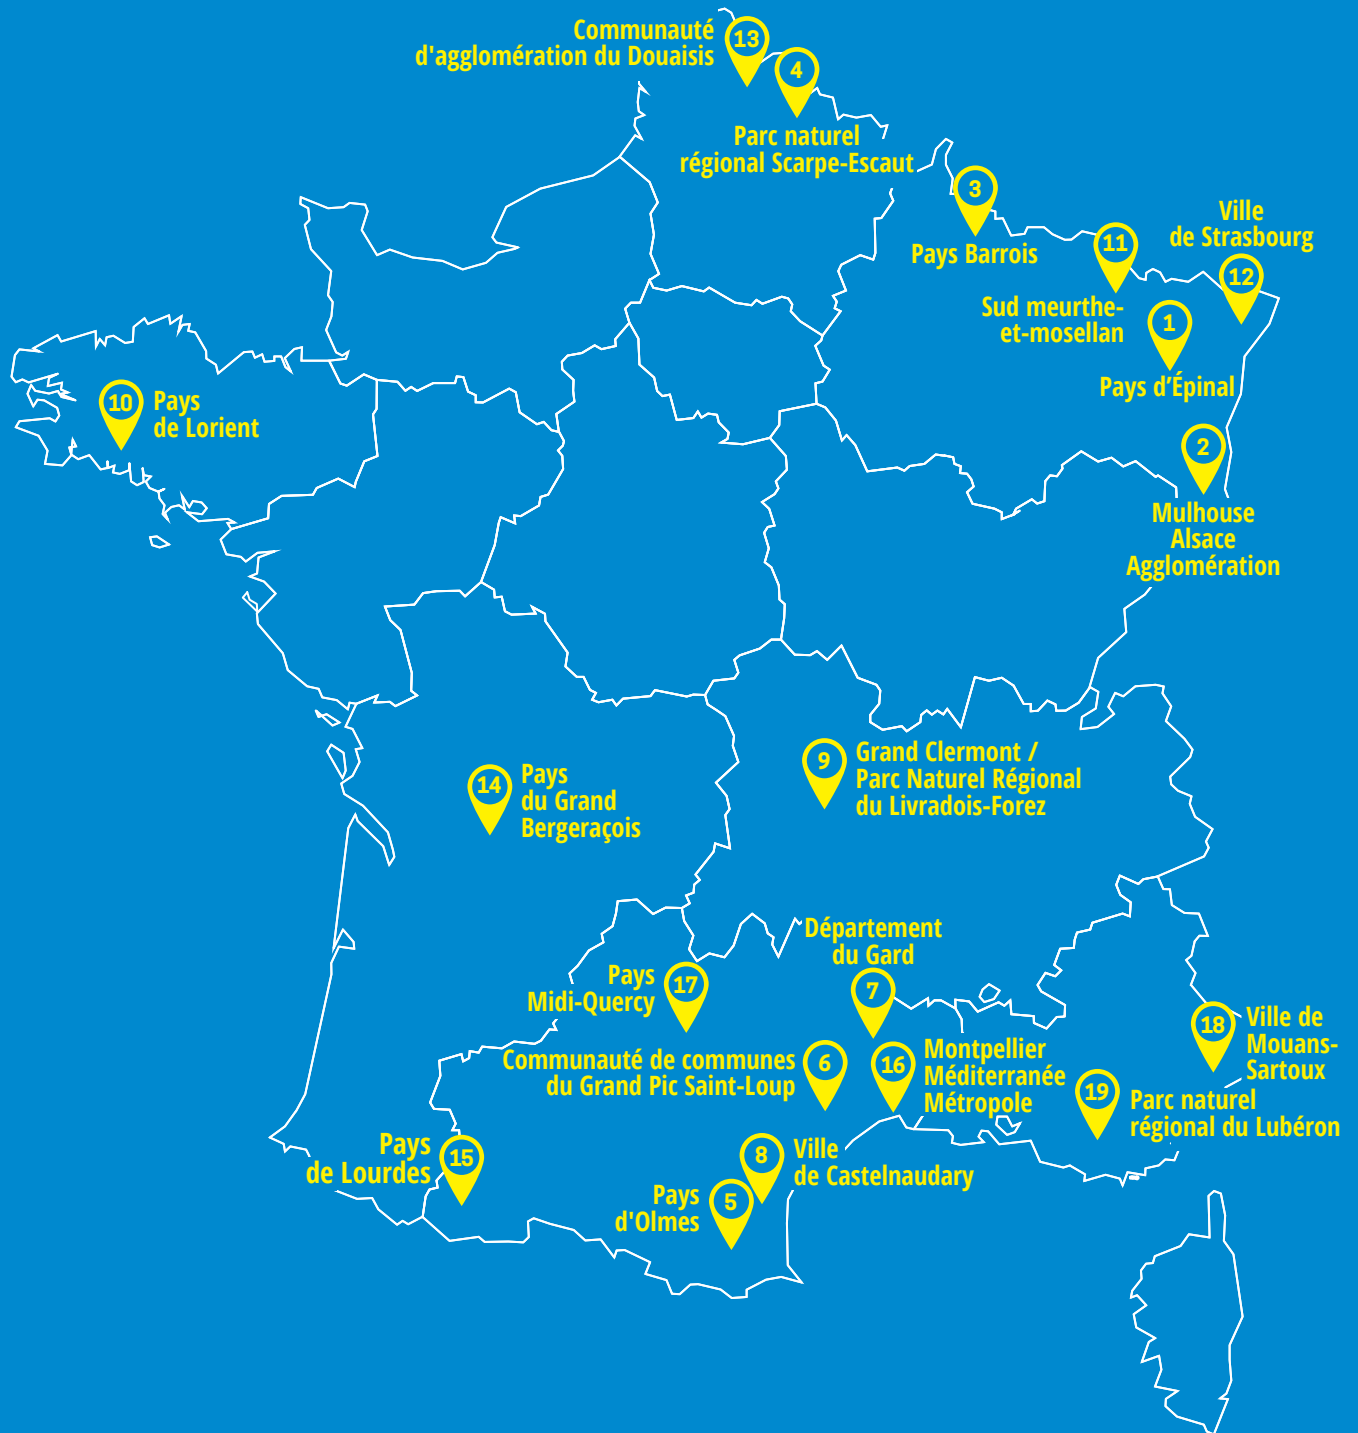 Communauté
d'agglomération du Douaisis
13
4
Parc naturel
régional Scarpe-Escaut
3
Pays Barrois
Ville
de Strasbourg
11
12
Sud meurthe-
et-mosellan
1
Pays d'Épinal
10
Pays
de Lorient
2
Mulhouse
Alsace
Agglomération
9
Grand Clermont /
Parc Naturel Régional
du Livradois-Forez
14
Pays
du Grand
Bergeraçois
Département
du Gard
7
Pays
Midi-Quercy
17
18
Ville de
Mouans-
Sartoux
Communauté de communes
du Grand Pic Saint-Loup
6
16
Montpellier
Méditerranée
Métropole
19
Parc naturel
régional du Lubéron
Pays
de Lourdes
15
8
Ville
de Castelnaudary
Pays
d'Olmes
5